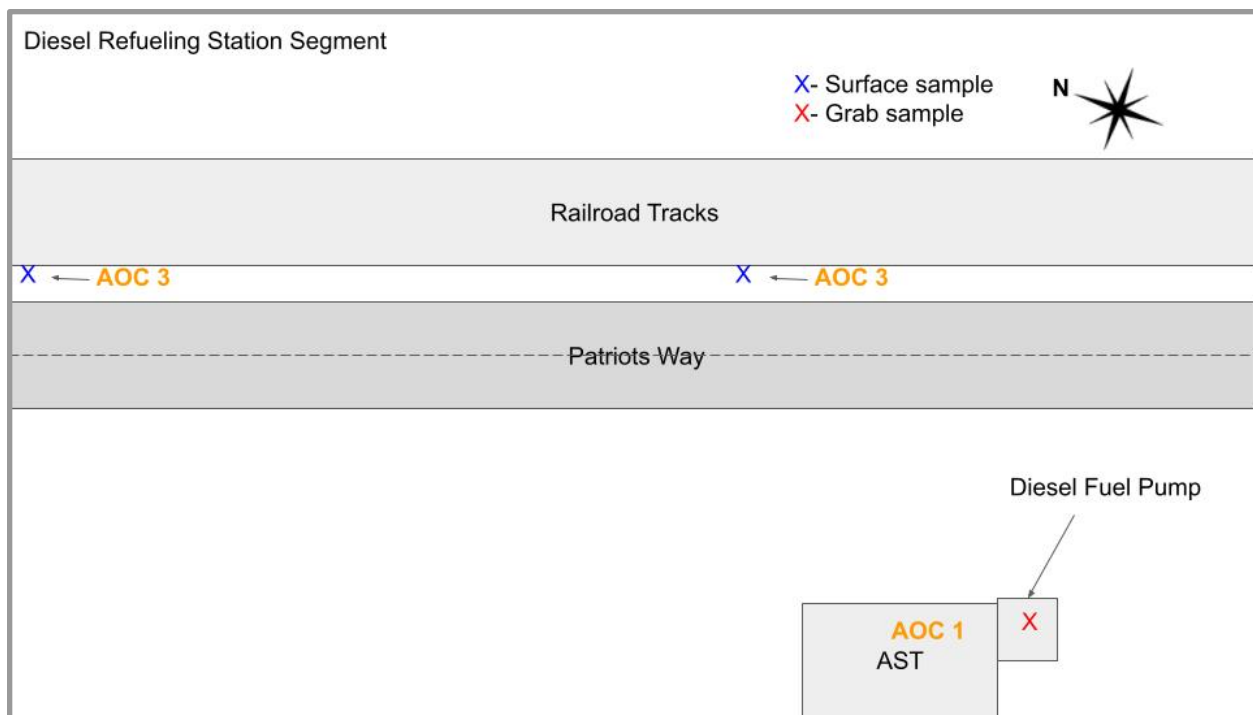 Diesel Refueling Station Segment
X- Surface sample
X- Grab sample
N
Railroad Tracks
X AOC 3
X AOC 3
Patriots Way
Diesel Fuel Pump
X
AOC 1
AST